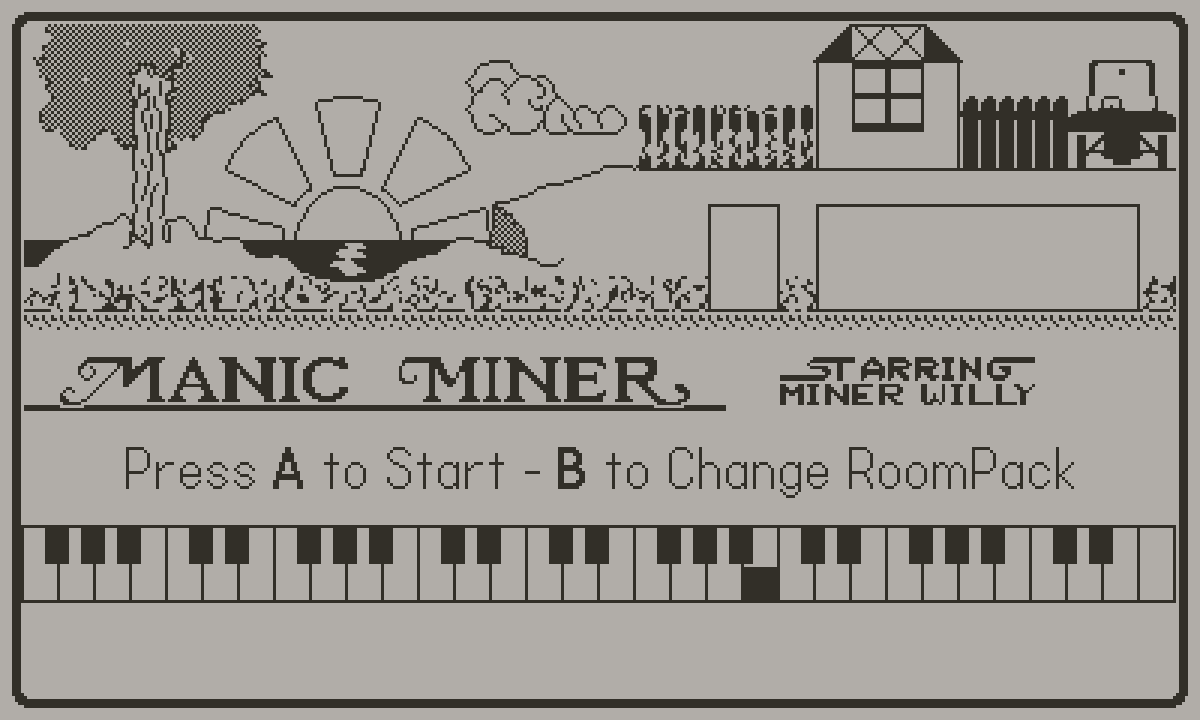 MANIC MINER
STARRING
MINER WILLY
Press A to Start - B to Change RoomPack